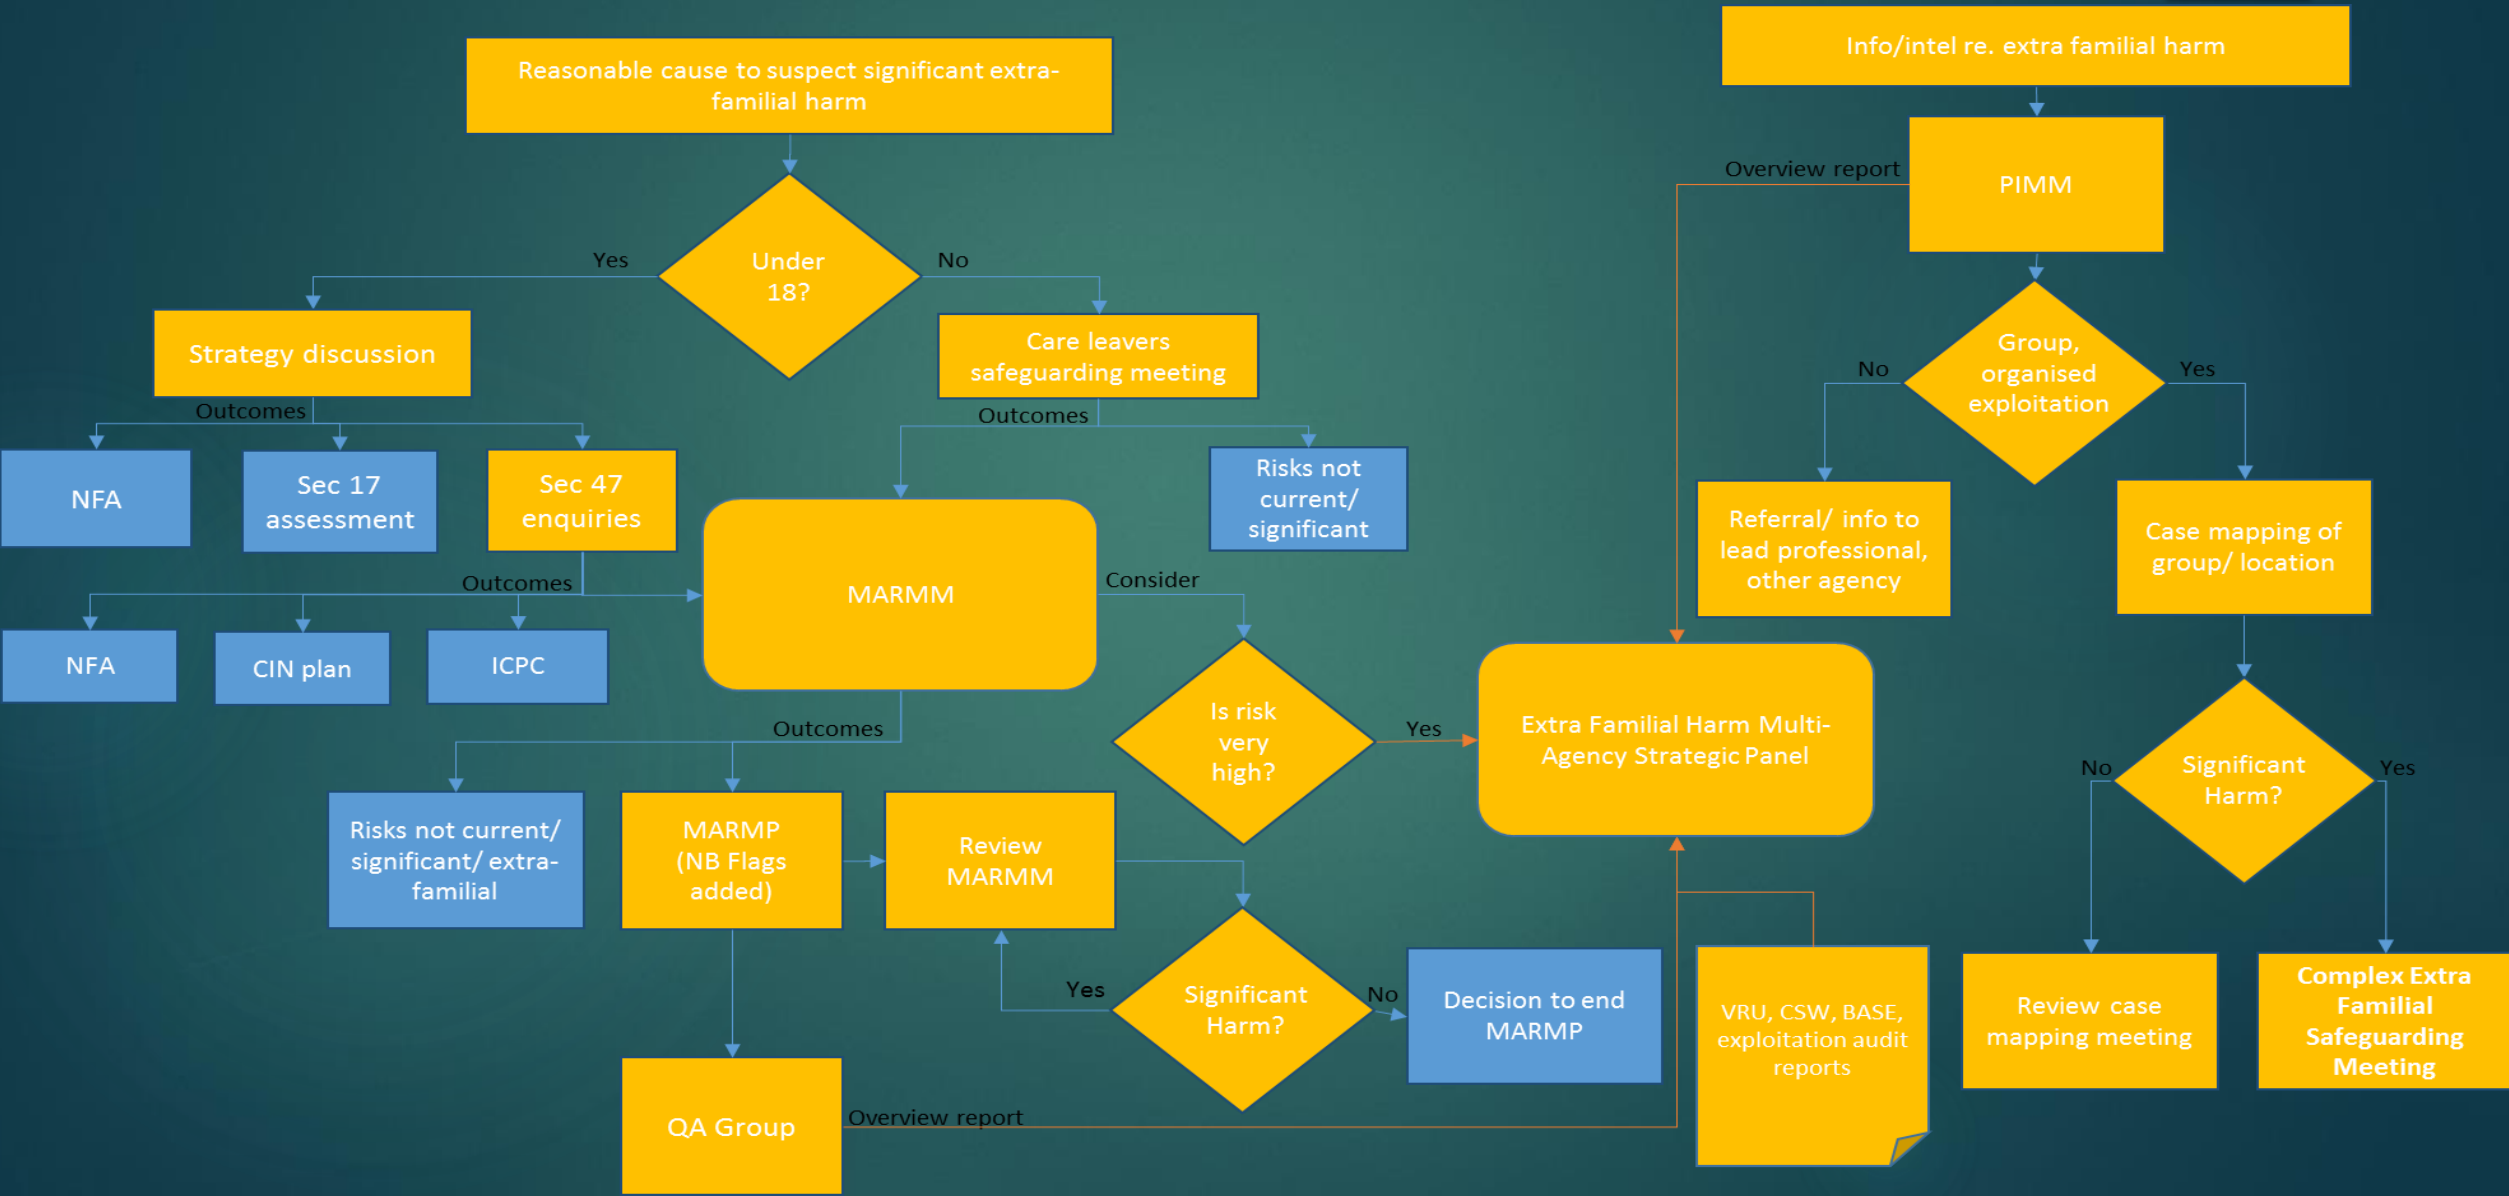 Info/intel re. extra familial harm
Reasonable cause to suspect significant extra-
familial harm
Overview report
PIMM
Yes
Under
18?
No
Strategy discussion
Care leavers
safeguarding meeting
Group,
organised
exploitation
No
Yes
Outcomes
Outcomes
NFA
Sec 17
assessment
Sec 47
enquiries
Risks not
current/
significant
Referral/ info to
lead professional,
other agency
Case mapping of
group/ location
Outcomes
MARMM
Consider
NFA
CIN plan
ICPC
Outcomes
Is risk
very
high?
Yes
Extra Familial Harm Multi-
Agency Strategic Panel
No
Significant
Harm?
Yes
Risks not current/
significant/ extra-
familial
MARMP
(NB Flags
added)
Review
MARMM
Yes
Significant
Harm?
No
Decision to end
MARMP
VRU, CSW, BASE,
exploitation audit
reports
Review case
mapping meeting
Complex Extra
Familial
Safeguarding
Meeting
QA Group
Overview report